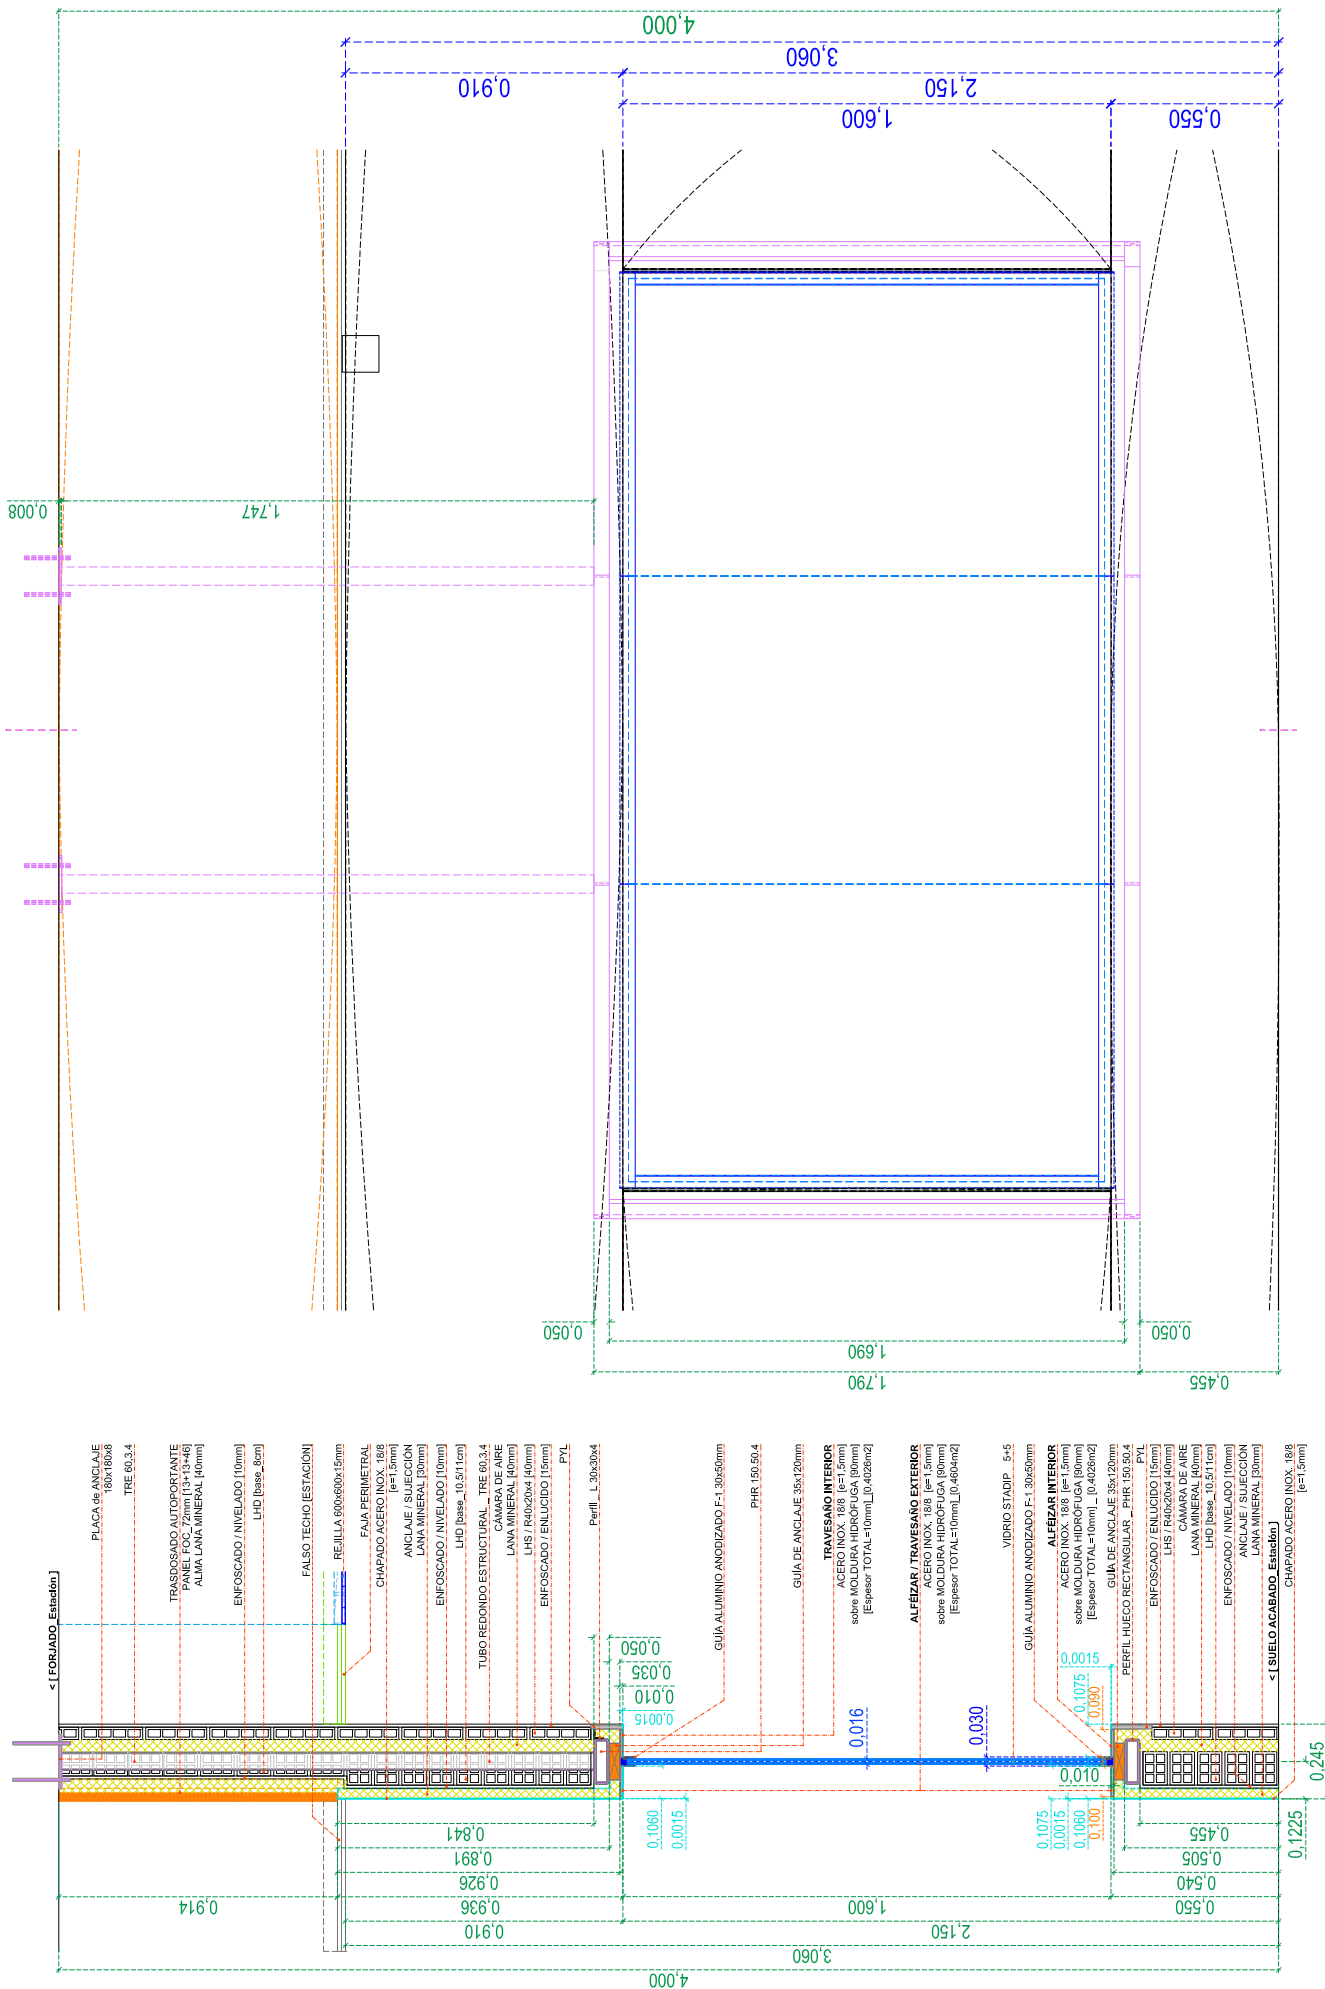 4,000
3,060
0,910
2,150
1,600
0,550
0,008
1,747
0,050
1,690
0,050
1,790
0,455
< [ FORJADO_Estación ]
PLACA de ANCLAJE
180x180x8
TRE 60.3.4
TRASDOSADO AUTOPORTANTE
PANEL FOC_72mm [13+13+46]
ALMA LANA MINERAL [40mm]
ENFOSCADO / NIVELADO [10mm]
LHD [base_8cm]
FALSO TECHO [ESTACIÓN]
REJILLA 600x600x15mm
FAJA PERIMETRAL
CHAPADO ACERO INOX. 18/8
[e=1,5mm]
ANCLAJE / SUJECCIÓN
LANA MINERAL [30mm]
ENFOSCADO / NIVELADO [10mm]
LHD [base_10,5/11cm]
TUBO REDONDO ESTRUCTURAL _ TRE 60.3.4
CÁMARA DE AIRE
LANA MINERAL [40mm]
LHS / R40x20x4 [40mm]
ENFOSCADO / ENLUCIDO [15mm]
PYL
Perfil _ L 30x30x4
GUÍA ALUMINIO ANODIZADO F-1 30x50mm
PHR 150.50.4
GUÍA DE ANCLAJE 35x120mm
TRAVESAÑO INTERIOR
ACERO INOX. 18/8 [e=1,5mm]
sobre MOLDURA HIDRÓFUGA [90mm]
[Espesor TOTAL=10mm]_[0,4026m2]
ALFÉIZAR / TRAVESAÑO EXTERIOR
ACERO INOX. 18/8 [e=1,5mm]
sobre MOLDURA HIDRÓFUGA [90mm]
[Espesor TOTAL=10mm]_[0,4604m2]
VIDRIO STADIP _ 5+5
GUÍA ALUMINIO ANODIZADO F-1 30x50mm
ALFÉIZAR INTERIOR
ACERO INOX. 18/8 [e=1,5mm]
sobre MOLDURA HIDRÓFUGA [90mm]
[Espesor TOTAL=10mm] _ [0,4026m2]
GUÍA DE ANCLAJE 35x120mm
PERFIL HUECO RECTANGULAR _ PHR 150.50.4
PYL
ENFOSCADO / ENLUCIDO [15mm]
LHS / R40x20x4 [40mm]
CÁMARA DE AIRE
LANA MINERAL [40mm]
LHD [base_10,5/11cm]
ENFOSCADO / NIVELADO [10mm]
ANCLAJE / SUJECCIÓN
LANA MINERAL [30mm]
< [ SUELO ACABADO_Estación ]
CHAPADO ACERO INOX. 18/8
[e=1,5mm]
0,050
0,035
0,010
0,0015
0,016
0,030
0,0015
0,1075
0,090
0,010
0,245
0,1225
0,1060
0,0015
0,1075
0,0015
0,1060
0,100
0,841
0,891
0,926
0,914
0,936
0,910
1,600
2,150
3,060
4,000
0,455
0,505
0,540
0,550